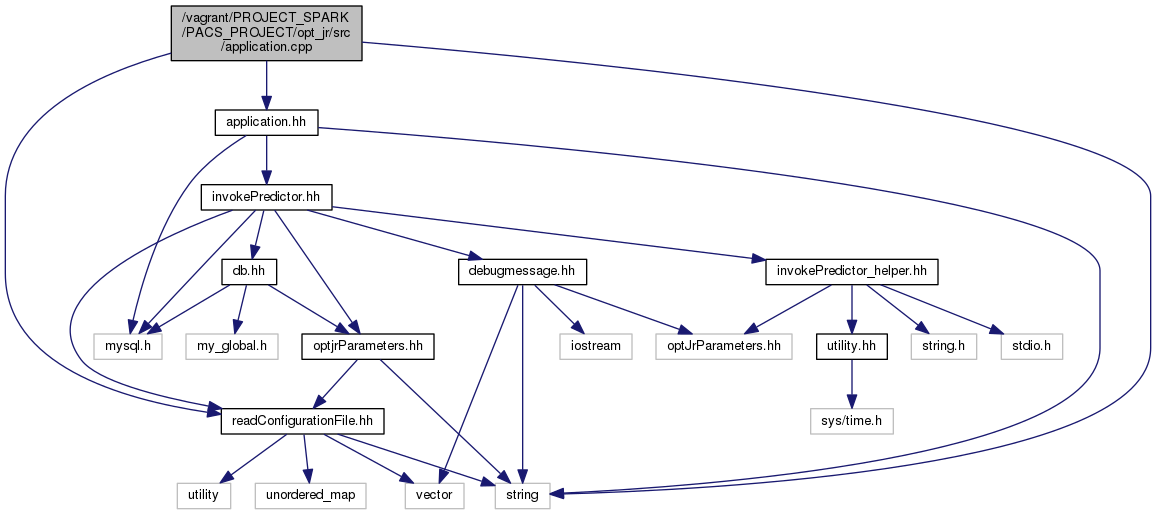 /vagrant/PROJECT_SPARK
/PACS_PROJECT/opt_jr/src
/application.cpp
application.hh
invokePredictor.hh
db.hh
debugmessage.hh
invokePredictor_helper.hh
mysql.h
my_global.h
optjrParameters.hh
iostream
optJrParameters.hh
utility.hh
string.h
stdio.h
readConfigurationFile.hh
sys/time.h
utility
unordered_map
vector
string